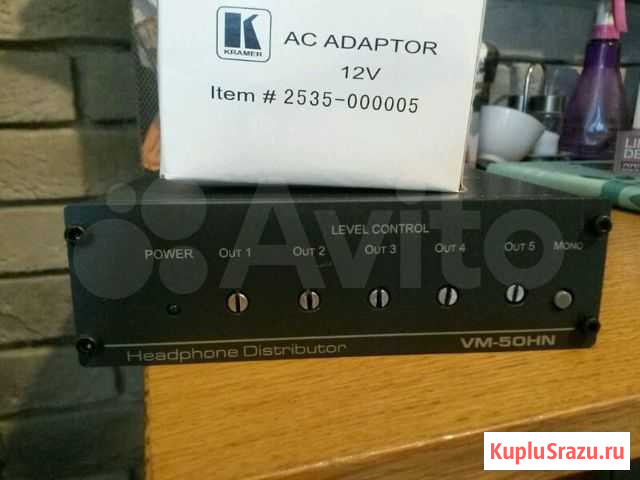 K
KRAMER
AC ADAPTOR
12V
Item # 2535-000005
Avito
LEVEL CONTROL
POWER OUT 1 OUT 2 OUT 3 OUT 4 OUT 5 MONO
Headphone Distributor VM-50HN
KupluSrazu.ru